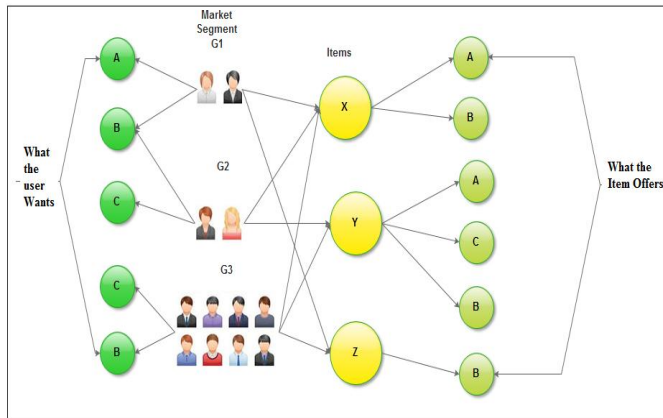 Market
Segment
G1
Items
A
B
C
C
B
What
the
user
Wants
G2
G3
X
Y
Z
A
B
A
C
B
B
What the
Item Offers